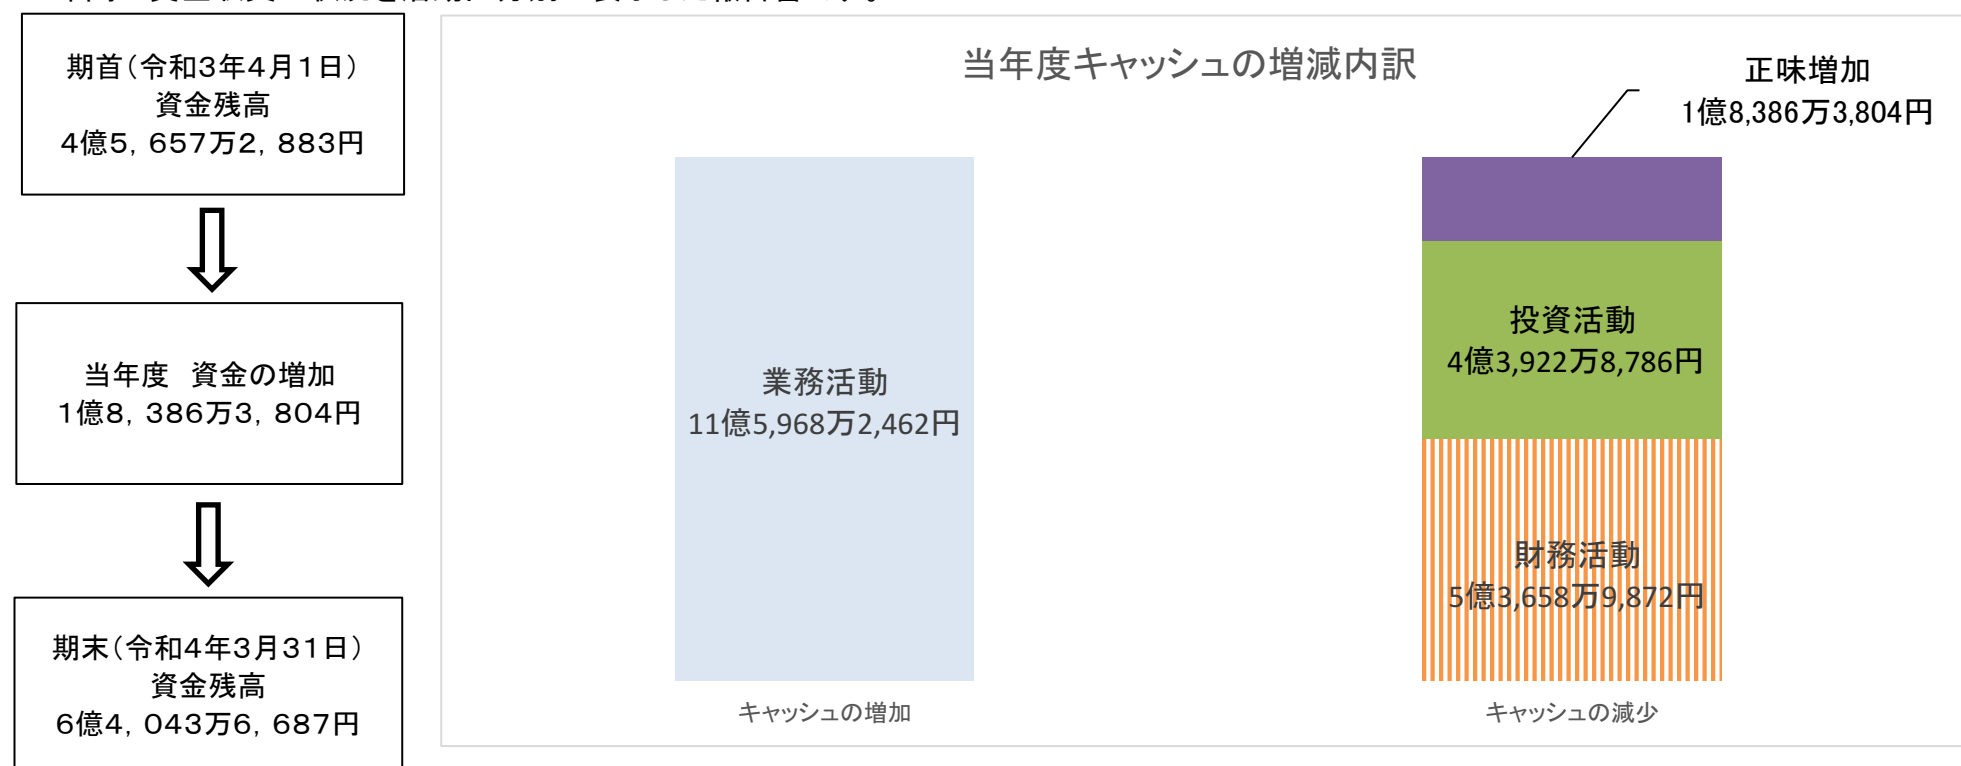 期首（令和３年４月１日）
資金残高
４億５，６５７万２，８８３円
当年度　資金の増加
１億８，３８６万３，８０４円
期末（令和４年３月３１日）
資金残高
６億４，０４３万６，６８７円
当年度キャッシュの増減内訳
正味増加
1億8,386万3,804円
業務活動
11億5,968万2,462円
投資活動
4億3,922万8,786円
財務活動
5億3,658万9,872円
キャッシュの増加
キャッシュの減少